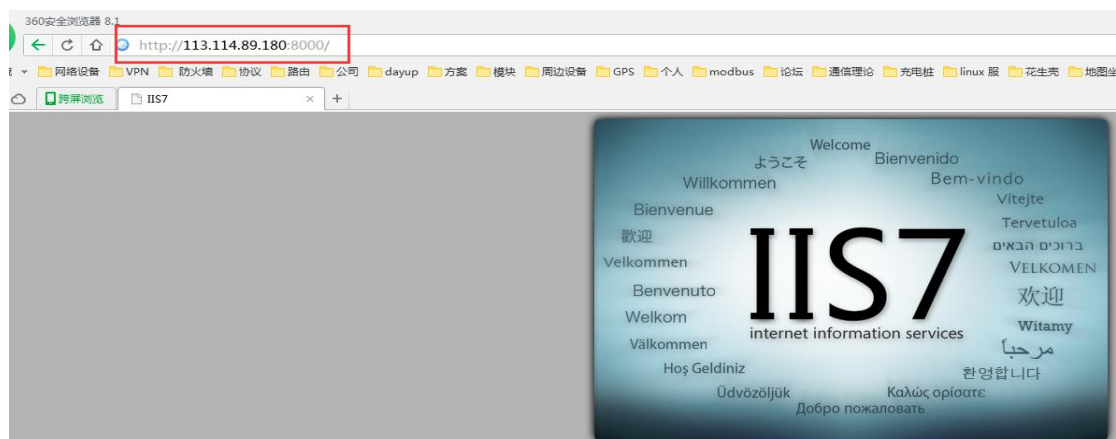 360安全浏览器 8.1
http://113.114.89.180:8000/
网络设备 VPN 防火墙 协议 路由 公司 dayup 方案 模块 周边设备 GPS 个人 modbus 论坛 通信理论 充电桩 linux 服 花生壳 地图坐
跨屏浏览 IIS7
Welcome
ようこそ Bienvenido
Willkommen Bem-vindo
Bienvenue Vítejte
歡迎 Tervetuloa
ברוכים הבאים
Velkommen VELKOMEN
Benvenuto 欢迎
IIS7
Welkom Witamy
internet information services
Välkommen مرحباً
Hoş Geldiniz 환영합니다
Üdvözöljük Καλώς ορίσατε
Добро пожаловать